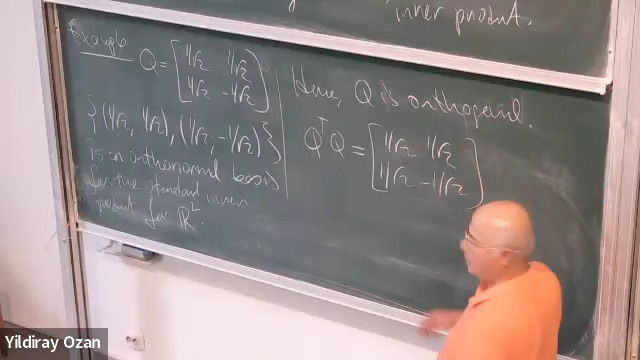 inner product.
Example Q = [1/√2 1/√2
1/√2 -1/√2]
{(1/√2, 1/√2), (1/√2, -1/√2)}
is an orthonormal basis
for the standard inner
product for ℝ²
Hence, Q is orthogonal.
QᵀQ = [1/√2 1/√2
1/√2 -1/√2]
Yildiray Ozan